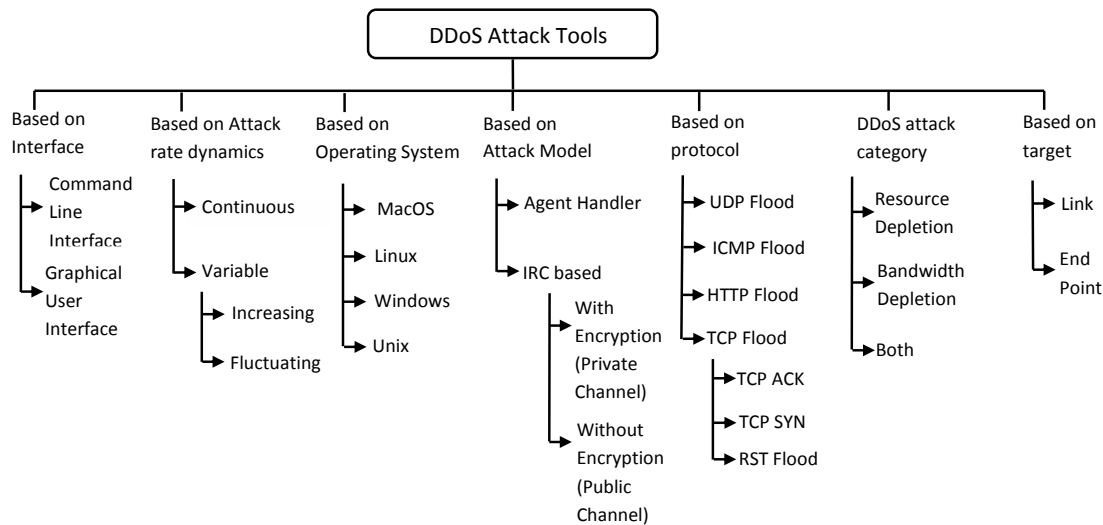 DDoS Attack Tools
Based on
Interface
Command
Line
Interface
Graphical
User
Interface
Based on Attack
rate dynamics
Continuous
Variable
Increasing
Fluctuating
Based on
Operating System
MacOS
Linux
Windows
Unix
Based on
Attack Model
Agent Handler
IRC based
With
Encryption
(Private
Channel)
Without
Encryption
(Public
Channel)
Based on
protocol
UDP Flood
ICMP Flood
HTTP Flood
TCP Flood
TCP ACK
TCP SYN
RST Flood
DDoS attack
category
Resource
Depletion
Bandwidth
Depletion
Both
Based on
target
Link
End
Point